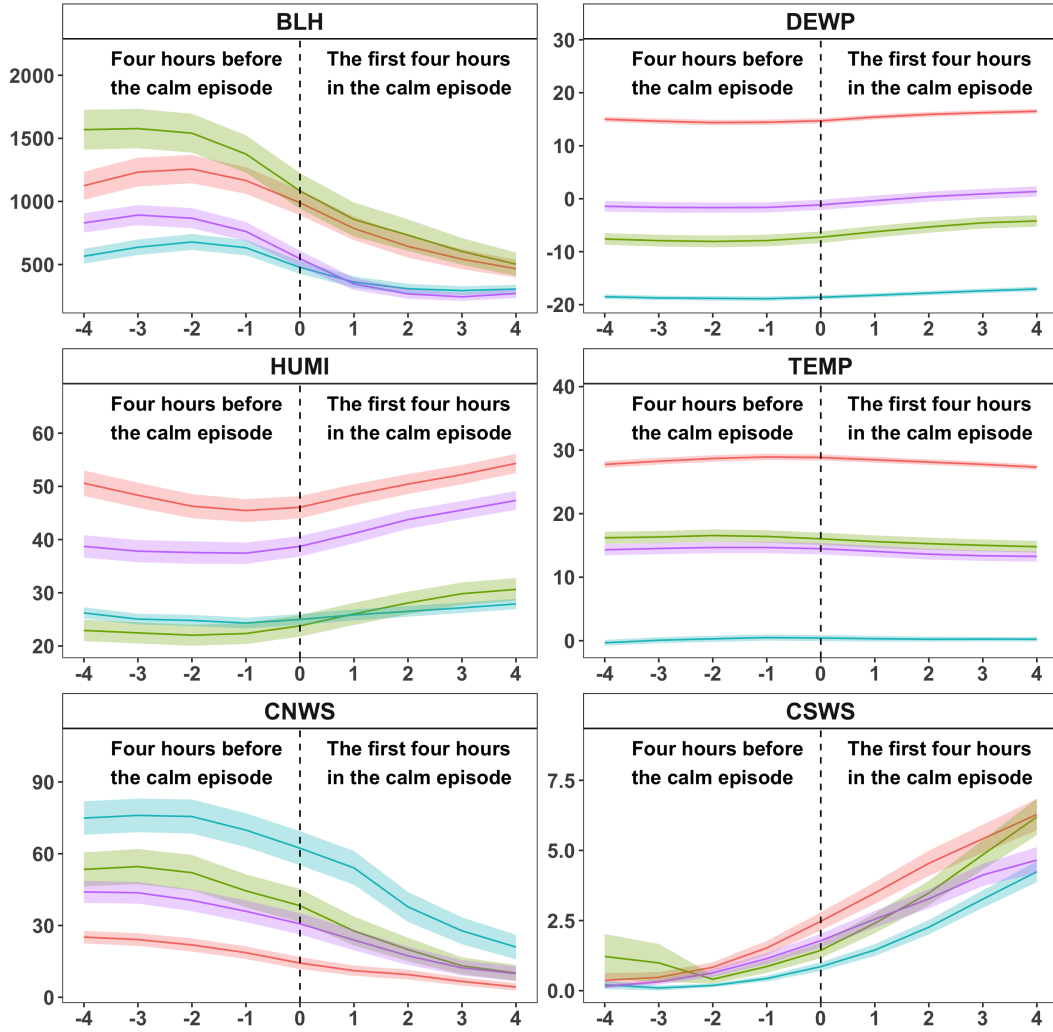 BLH
Four hours before
the calm episode
The first four hours
in the calm episode
2000
1500
1000
500
-4 -3 -2 -1 0 1 2 3 4
DEWP
Four hours before
the calm episode
The first four hours
in the calm episode
30
20
10
0
-10
-20
-4 -3 -2 -1 0 1 2 3 4
HUMI
Four hours before
the calm episode
The first four hours
in the calm episode
60
50
40
30
20
-4 -3 -2 -1 0 1 2 3 4
TEMP
Four hours before
the calm episode
The first four hours
in the calm episode
40
30
20
10
0
-4 -3 -2 -1 0 1 2 3 4
CNWS
Four hours before
the calm episode
The first four hours
in the calm episode
90
60
30
0
-4 -3 -2 -1 0 1 2 3 4
CSWS
Four hours before
the calm episode
The first four hours
in the calm episode
7.5
5.0
2.5
0.0
-4 -3 -2 -1 0 1 2 3 4